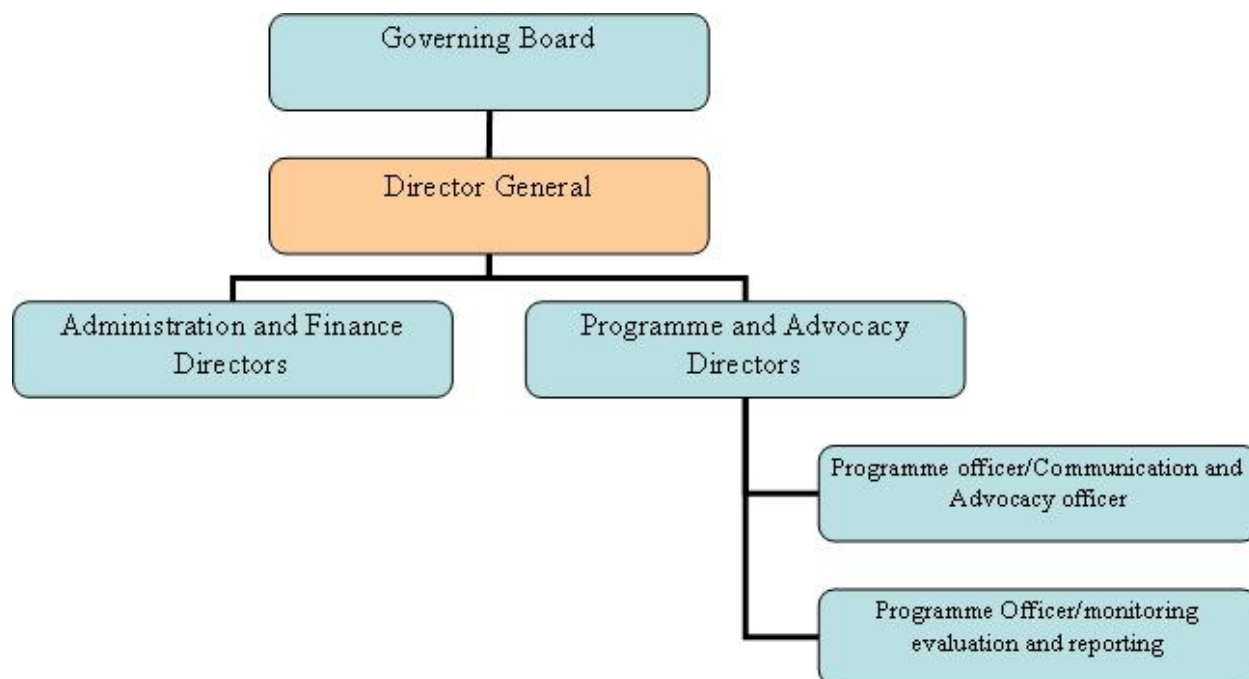 Governing Board
Director General
Administration and Finance
Directors
Programme and Advocacy
Directors
Programme officer/Communication and
Advocacy officer
Programme Officer/monitoring
evaluation and reporting